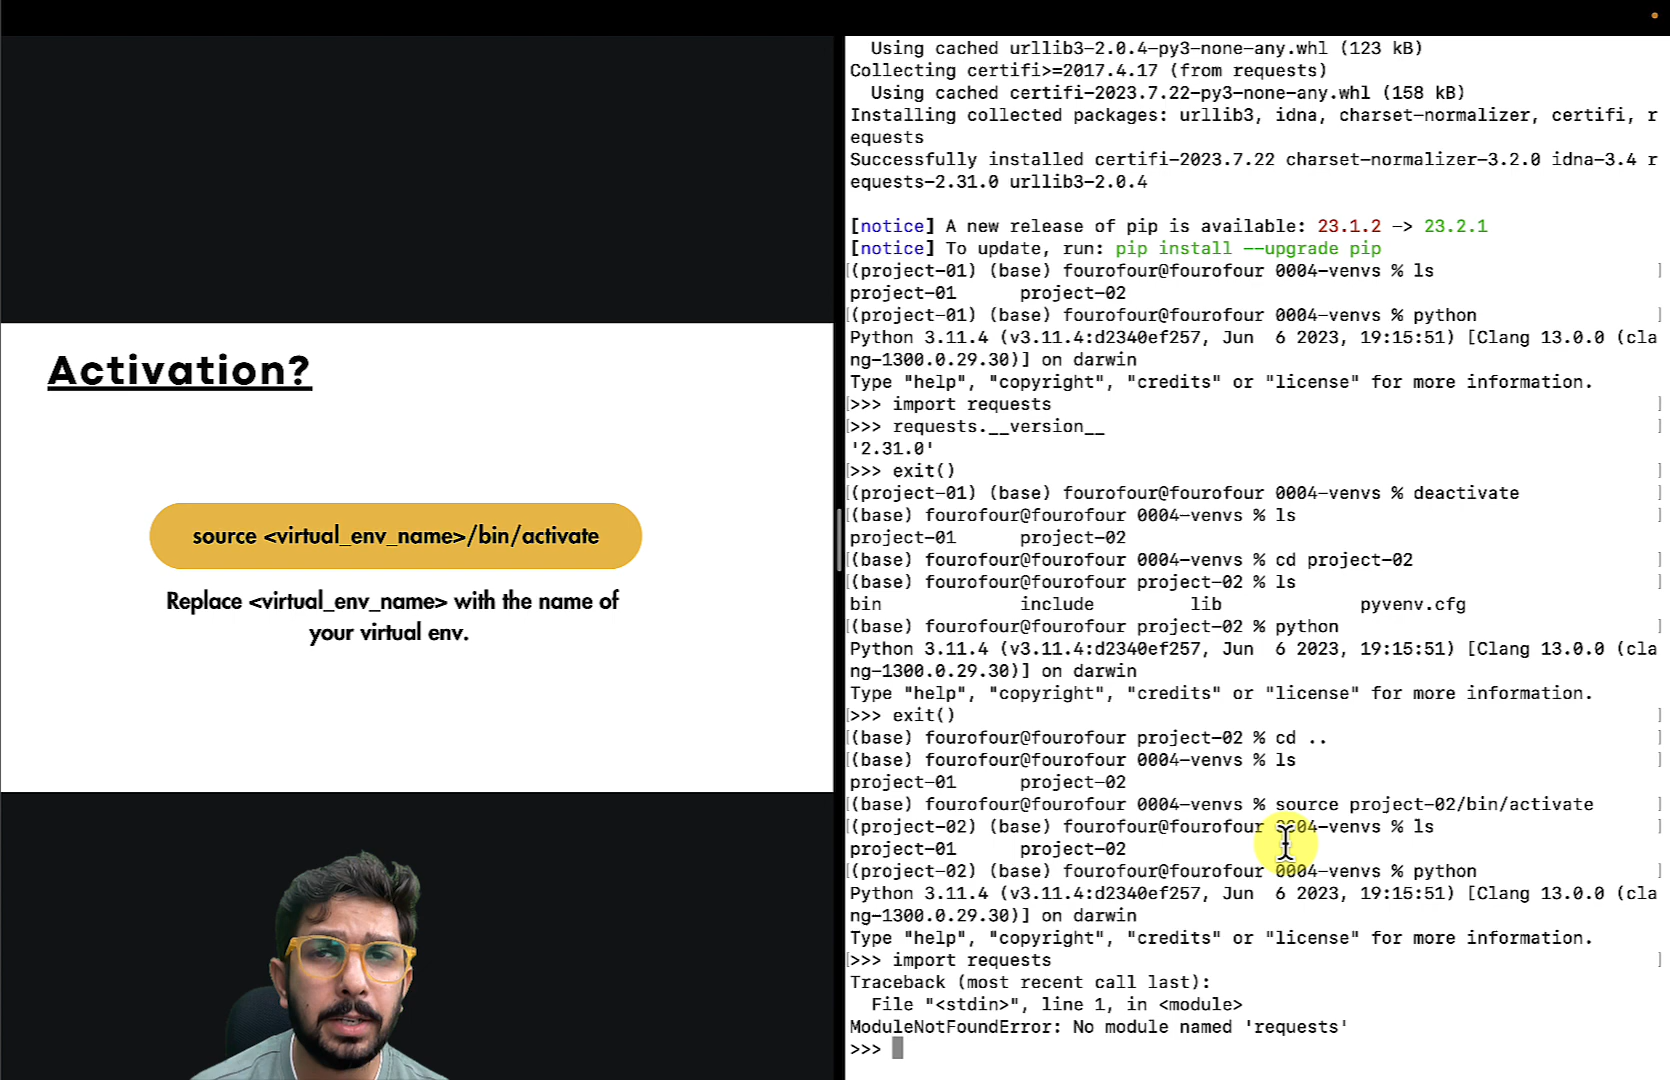 Activation?
source <virtual_env_name>/bin/activate
Replace <virtual_env_name> with the name of
your virtual env.
Using cached urllib3-2.0.4-py3-none-any.whl (123 kB)
Collecting certifi>=2017.4.17 (from requests)
Using cached certifi-2023.7.22-py3-none-any.whl (158 kB)
Installing collected packages: urllib3, idna, charset-normalizer, certifi, r
equests
Successfully installed certifi-2023.7.22 charset-normalizer-3.2.0 idna-3.4 r
equests-2.31.0 urllib3-2.0.4
[notice] A new release of pip is available: 23.1.2 -> 23.2.1
[notice] To update, run: pip install --upgrade pip
[(project-01) (base) fourofour@fourofour 0004-venvs % ls ]
project-01 project-02
[(project-01) (base) fourofour@fourofour 0004-venvs % python ]
Python 3.11.4 (v3.11.4:d2340ef257, Jun 6 2023, 19:15:51) [Clang 13.0.0 (cla
ng-1300.0.29.30)] on darwin
Type "help", "copyright", "credits" or "license" for more information.
[>>> import requests ]
[>>> requests.__version__ ]
'2.31.0'
[>>> exit() ]
[(project-01) (base) fourofour@fourofour 0004-venvs % deactivate ]
[(base) fourofour@fourofour 0004-venvs % ls ]
project-01 project-02
[(base) fourofour@fourofour 0004-venvs % cd project-02 ]
[(base) fourofour@fourofour project-02 % ls ]
bin include lib pyvenv.cfg
[(base) fourofour@fourofour project-02 % python ]
Python 3.11.4 (v3.11.4:d2340ef257, Jun 6 2023, 19:15:51) [Clang 13.0.0 (cla
ng-1300.0.29.30)] on darwin
Type "help", "copyright", "credits" or "license" for more information.
[>>> exit() ]
[(base) fourofour@fourofour project-02 % cd .. ]
[(base) fourofour@fourofour 0004-venvs % ls ]
project-01 project-02
[(base) fourofour@fourofour 0004-venvs % source project-02/bin/activate ]
[(project-02) (base) fourofour@fourofour 0004-venvs % ls ]
project-01 project-02
[(project-02) (base) fourofour@fourofour 0004-venvs % python ]
Python 3.11.4 (v3.11.4:d2340ef257, Jun 6 2023, 19:15:51) [Clang 13.0.0 (cla
ng-1300.0.29.30)] on darwin
Type "help", "copyright", "credits" or "license" for more information.
[>>> import requests ]
Traceback (most recent call last):
File "<stdin>", line 1, in <module>
ModuleNotFoundError: No module named 'requests'
>>>